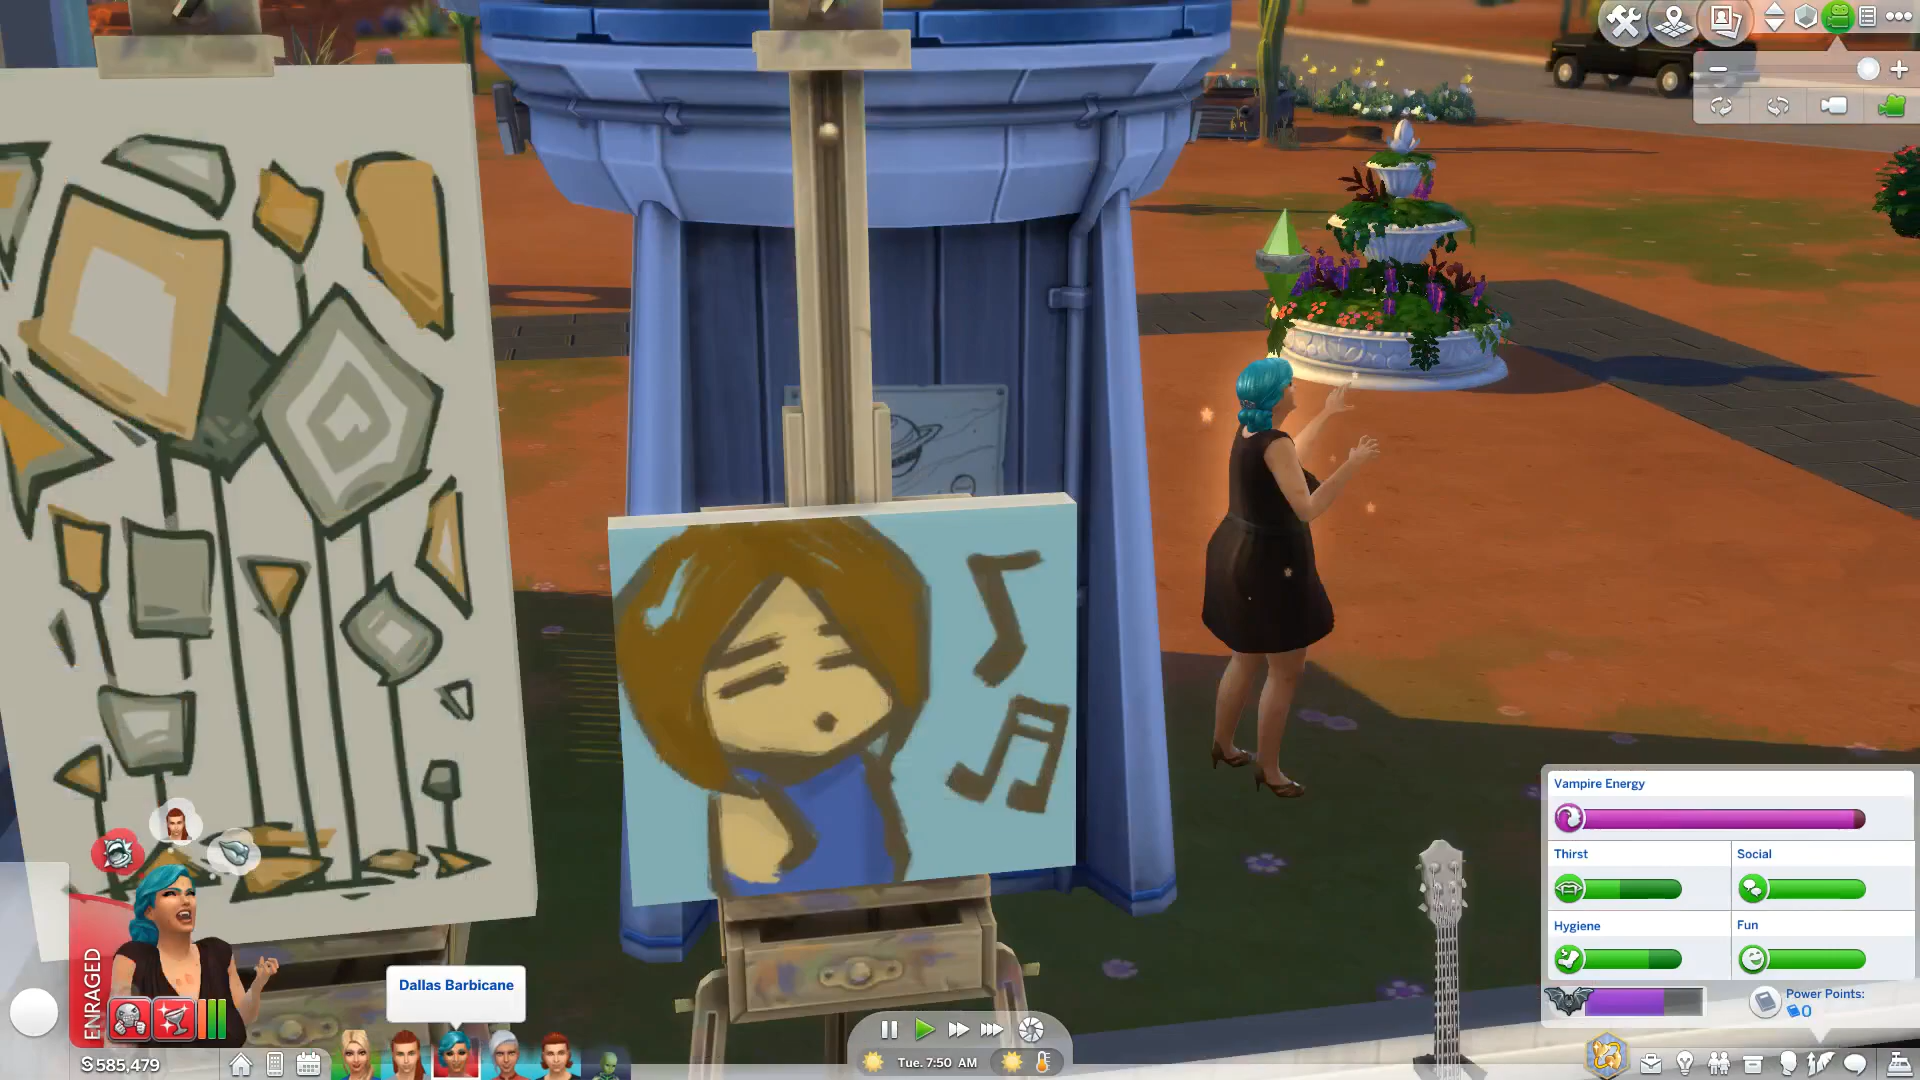 Vampire Energy
Thirst
Social
Hygiene
Fun
Power Points:
0
ENRAGED
Dallas Barbicane
§585,479
Tue. 7:50 AM